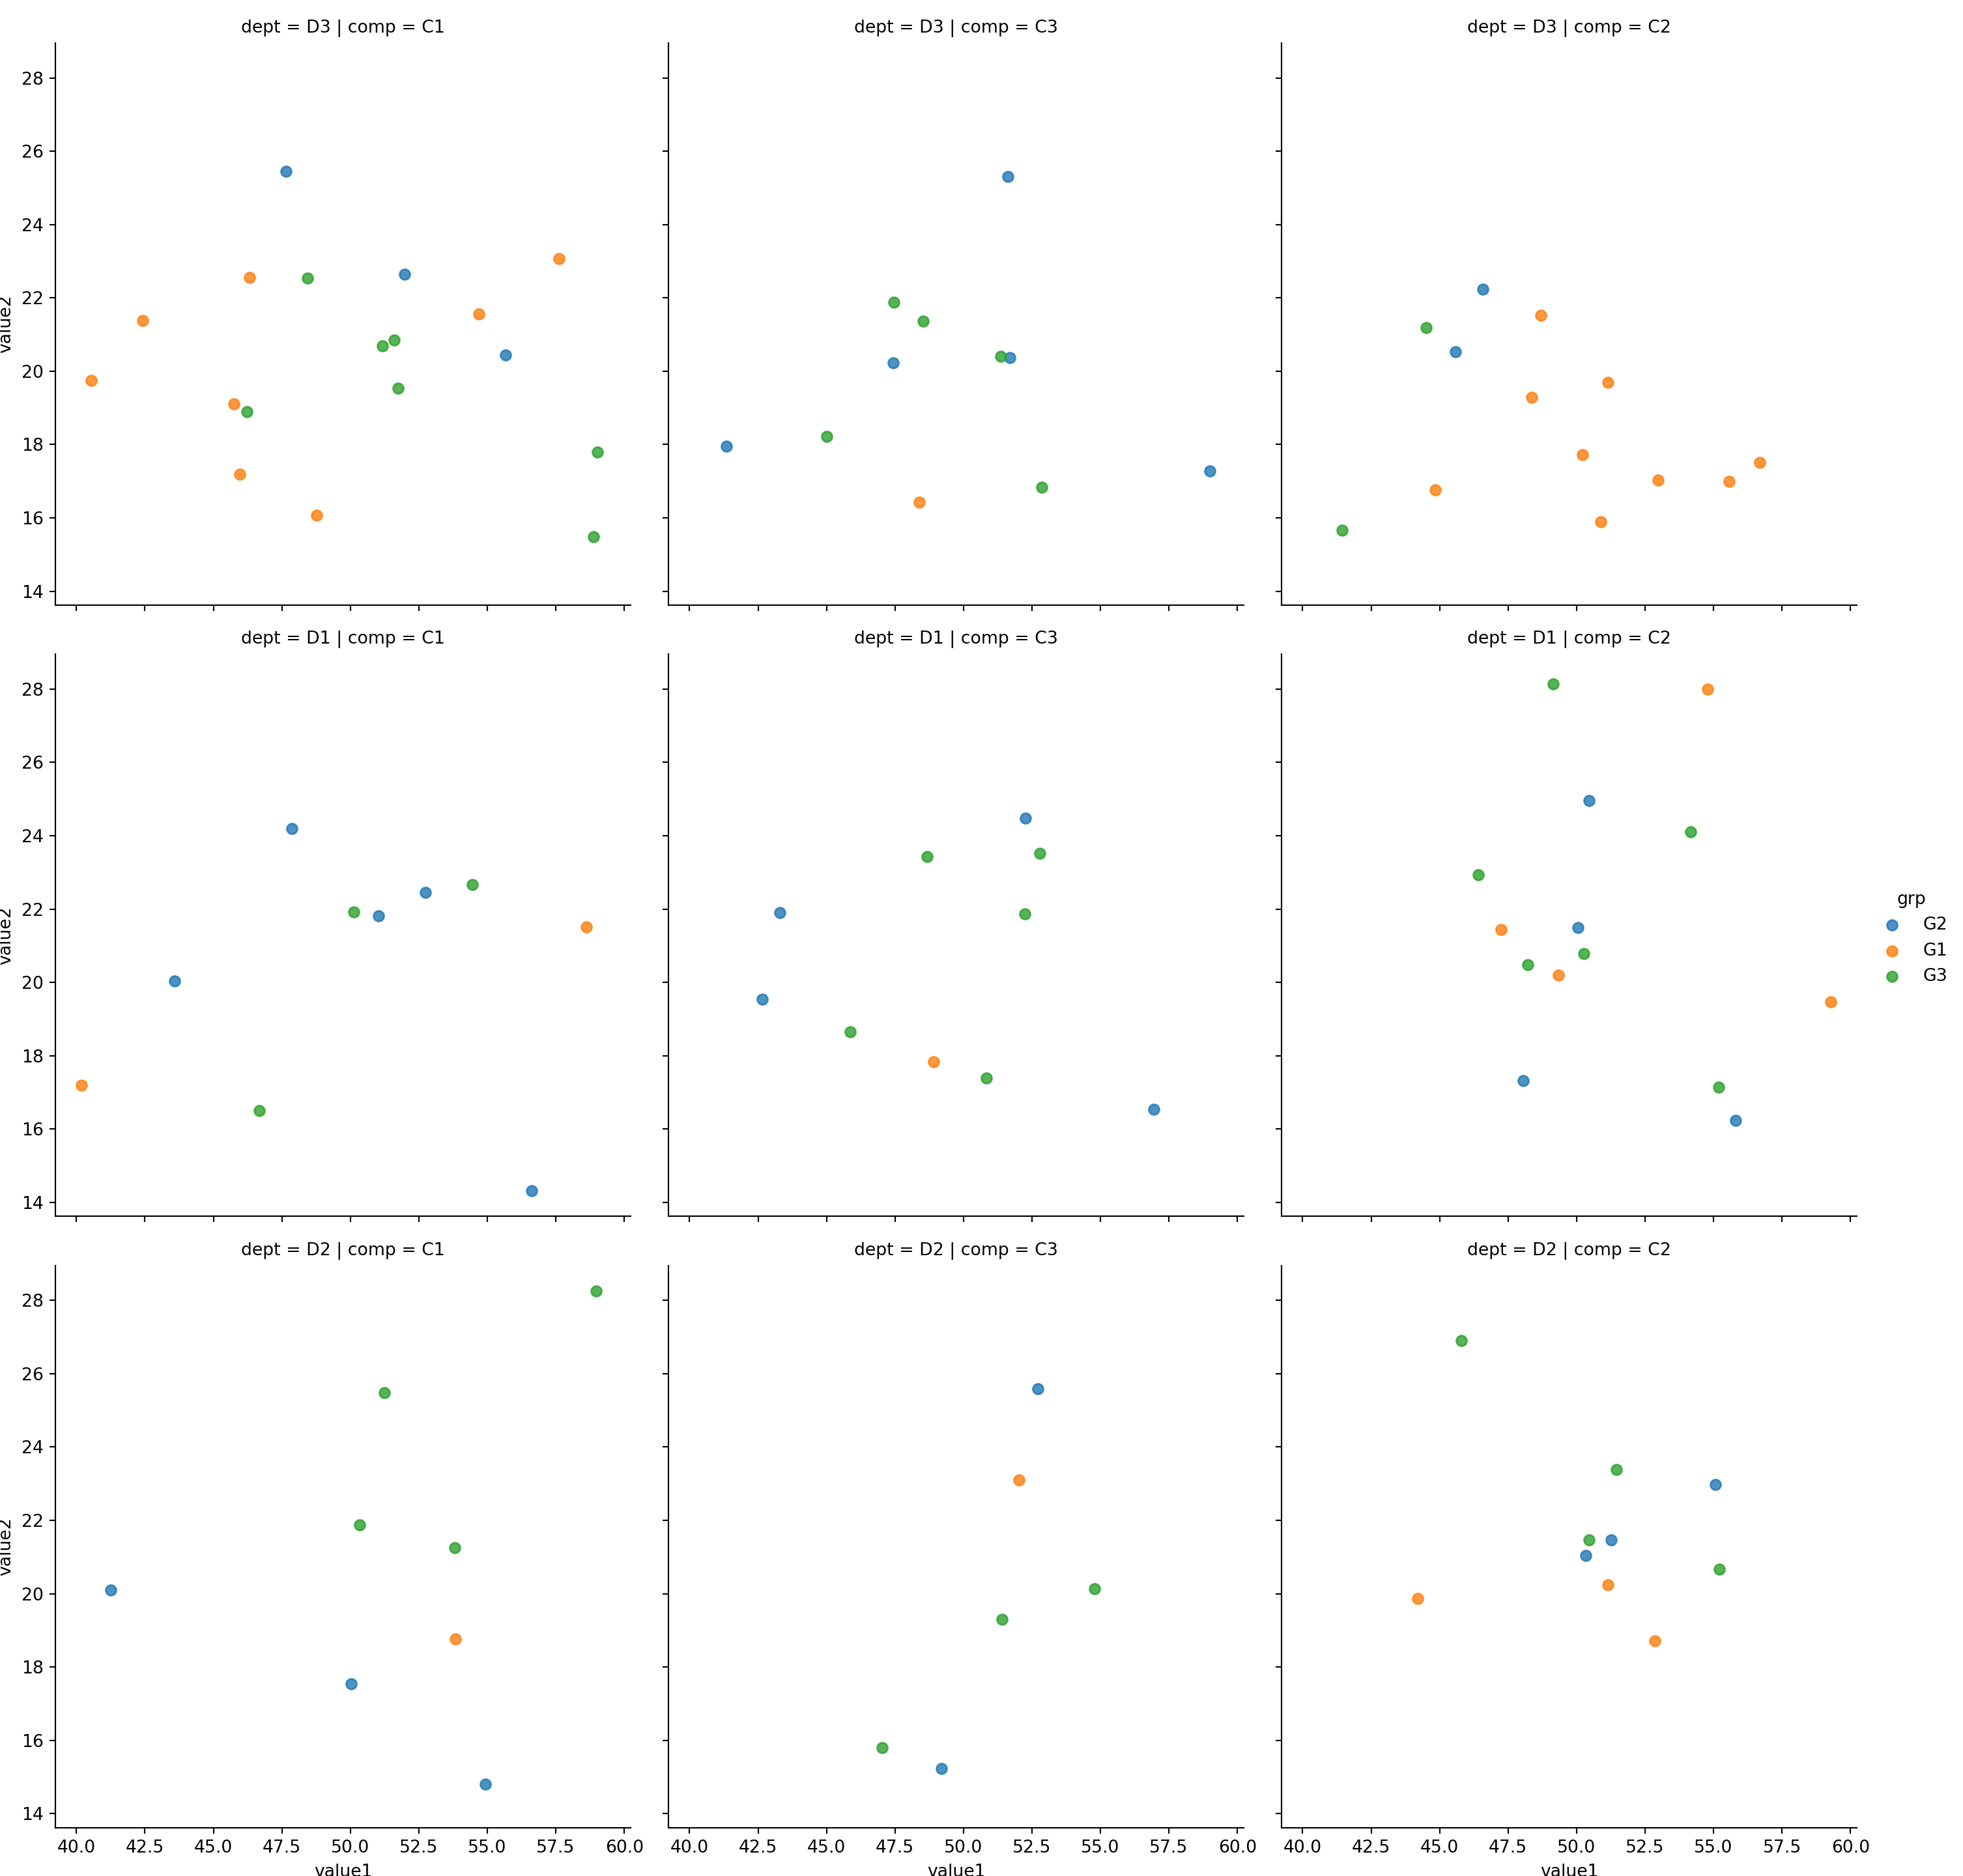 dept = D3 | comp = C1
dept = D3 | comp = C3
dept = D3 | comp = C2
28
26
24
22
20
18
16
14
value2
dept = D1 | comp = C1
dept = D1 | comp = C3
dept = D1 | comp = C2
28
26
24
22
20
18
16
14
value2
grp
G2
G1
G3
dept = D2 | comp = C1
dept = D2 | comp = C3
dept = D2 | comp = C2
28
26
24
22
20
18
16
14
value2
40.0 42.5 45.0 47.5 50.0 52.5 55.0 57.5 60.0
40.0 42.5 45.0 47.5 50.0 52.5 55.0 57.5 60.0
40.0 42.5 45.0 47.5 50.0 52.5 55.0 57.5 60.0
value1
value1
value1